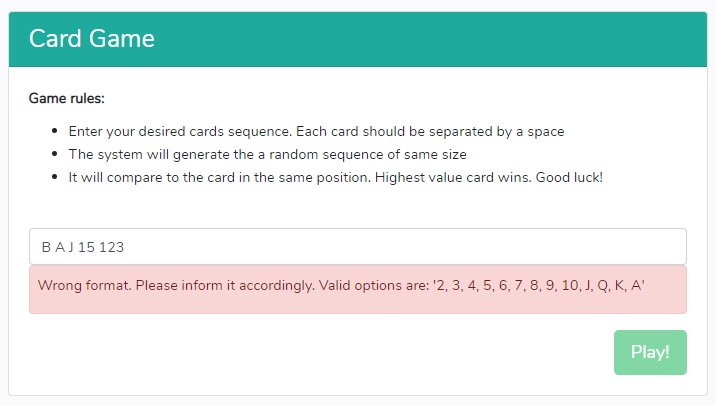 Card Game
Game rules:
Enter your desired cards sequence. Each card should be separated by a space
The system will generate the a random sequence of same size
It will compare to the card in the same position. Highest value card wins. Good luck!
B A J 15 123
Wrong format. Please inform it accordingly. Valid options are: '2, 3, 4, 5, 6, 7, 8, 9, 10, J, Q, K, A'
Play!